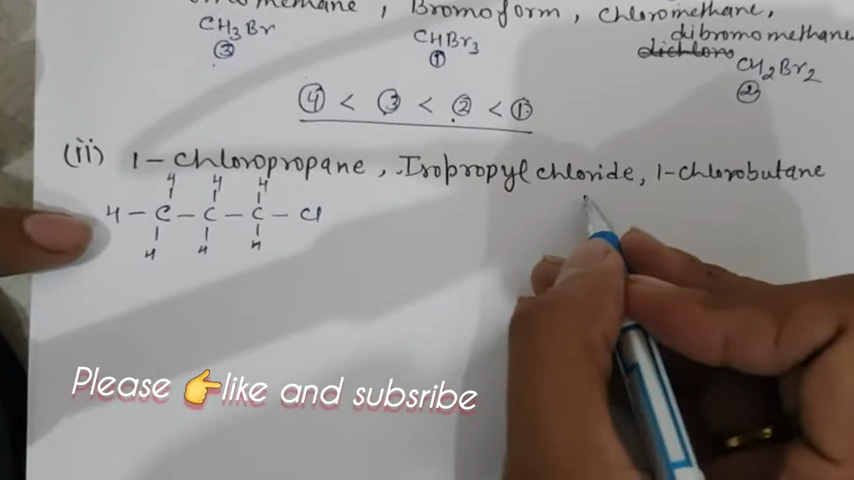 Bromoform, Chloromethane,
dibromomethane
CH3Br
③
CHBr3
①
dichloro
CH2Br2
②
④ < ③ < ② < ①
(ii) 1-Chloropropane, Isopropyl chloride, 1-chlorobutane
H H H
H-C-C-C-Cl
H H H
Please 👉like and subsribe